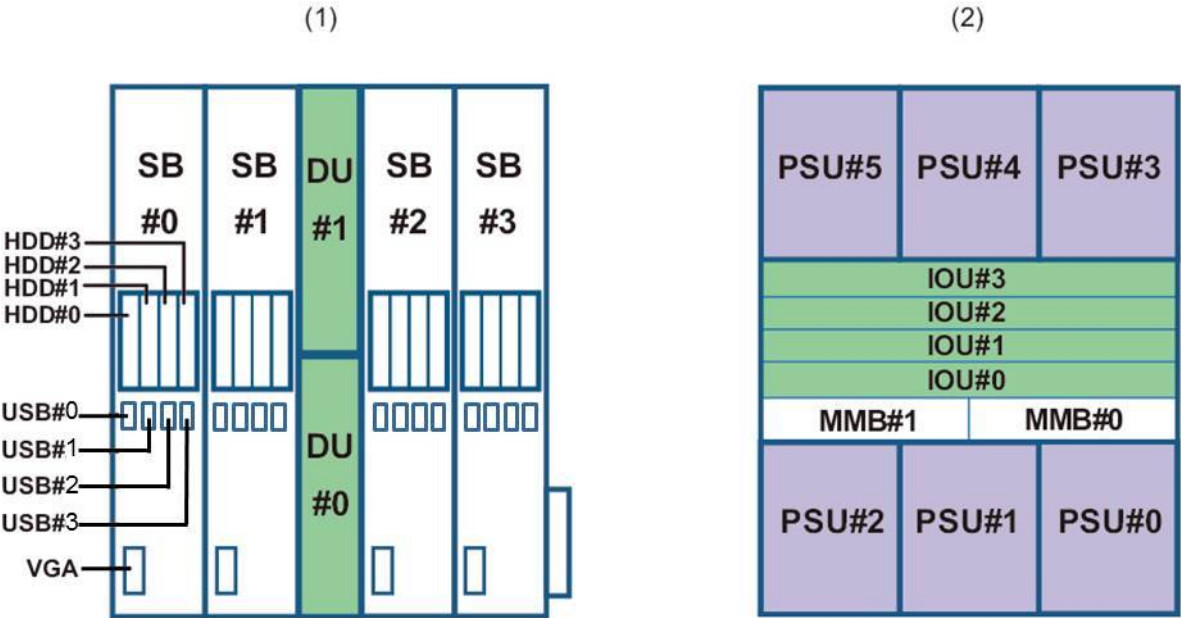 (1)
(2)
SB #0
SB #1
DU #1
SB #2
SB #3
HDD#3
HDD#2
HDD#1
HDD#0
USB#0
USB#1
USB#2
USB#3
VGA
DU #0
PSU#5
PSU#4
PSU#3
IOU#3
IOU#2
IOU#1
IOU#0
MMB#1
MMB#0
PSU#2
PSU#1
PSU#0